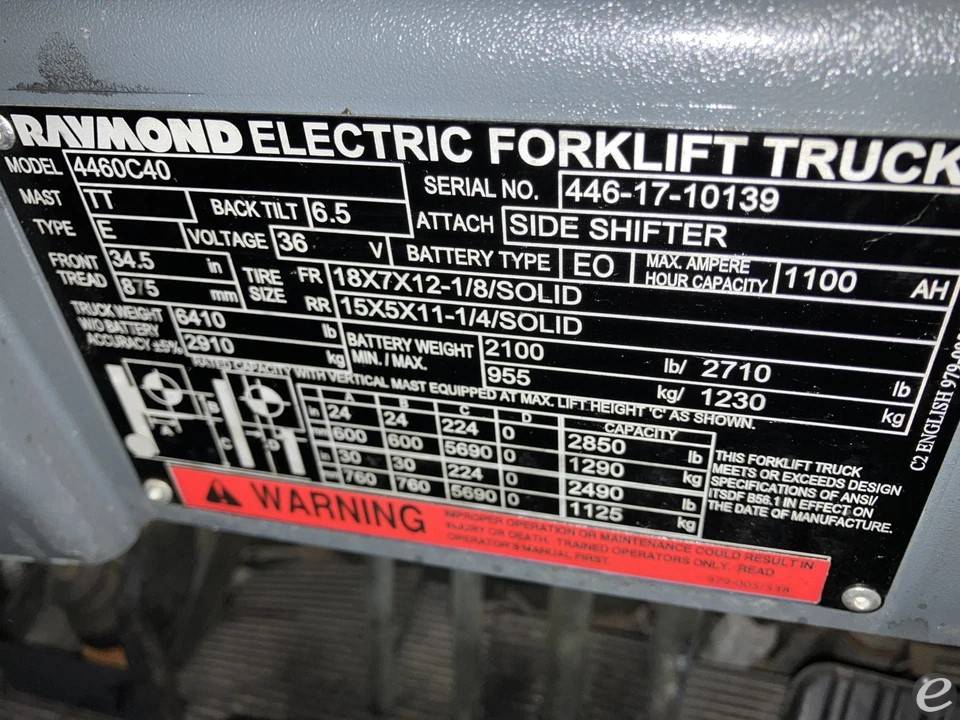 RAYMOND ELECTRIC FORKLIFT TRUCK
MODEL 4460C40 SERIAL NO. 446-17-10139
MAST TT BACK TILT 6.5 ATTACH SIDE SHIFTER
TYPE E VOLTAGE 36 V BATTERY TYPE EO MAX. AMPERE HOUR CAPACITY 1100 AH
FRONT TREAD 34.5 in TIRE SIZE FR 18X7X12-1/8/SOLID
875 mm RR 15X5X11-1/4/SOLID
TRUCK WEIGHT W/O BATTERY ACCURACY ±5% 6410 lb BATTERY WEIGHT MIN. / MAX. 2100 lb/ 2710 lb
2910 kg 955 kg/ 1230 kg
RATED CAPACITY WITH VERTICAL MAST EQUIPPED AT MAX. LIFT HEIGHT 'C' AS SHOWN.
A B C D CAPACITY
in 24 24 224 0 2850 lb
mm 600 600 5690 0 1290 kg
in 30 30 224 0 2490 lb
mm 760 760 5690 0 1125 kg
A B C D
THIS FORKLIFT TRUCK
MEETS OR EXCEEDS DESIGN
SPECIFICATIONS OF ANSI/
ITSDF B56.1 IN EFFECT ON
THE DATE OF MANUFACTURE.
C2 ENGLISH
WARNING
IMPROPER OPERATION OR MAINTENANCE COULD RESULT IN
INJURY OR DEATH. TRAINED OPERATORS ONLY. READ
OPERATOR'S MANUAL FIRST.
979-003/538
e